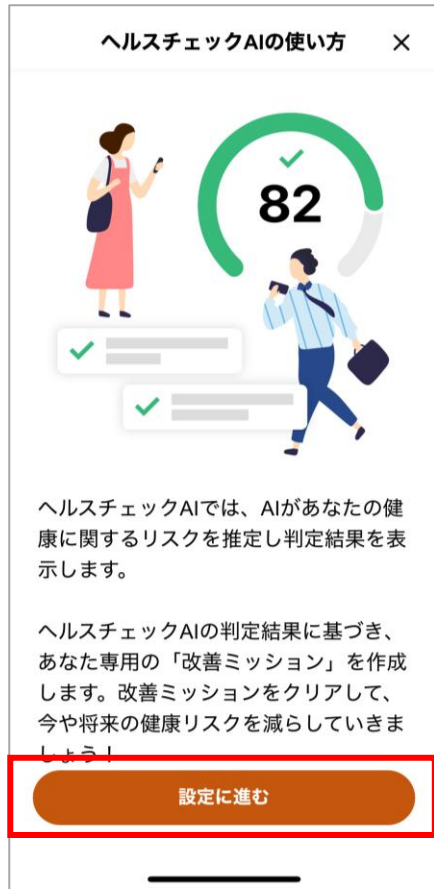 ヘルスチェックAIの使い方
82
ヘルスチェックAIでは、AIがあなたの健
康に関するリスクを推定し判定結果を表
示します。
ヘルスチェックAIの判定結果に基づき、
あなた専用の「改善ミッション」を作成
します。改善ミッションをクリアして、
今や将来の健康リスクを減らしていきま
しょう！
設定に進む